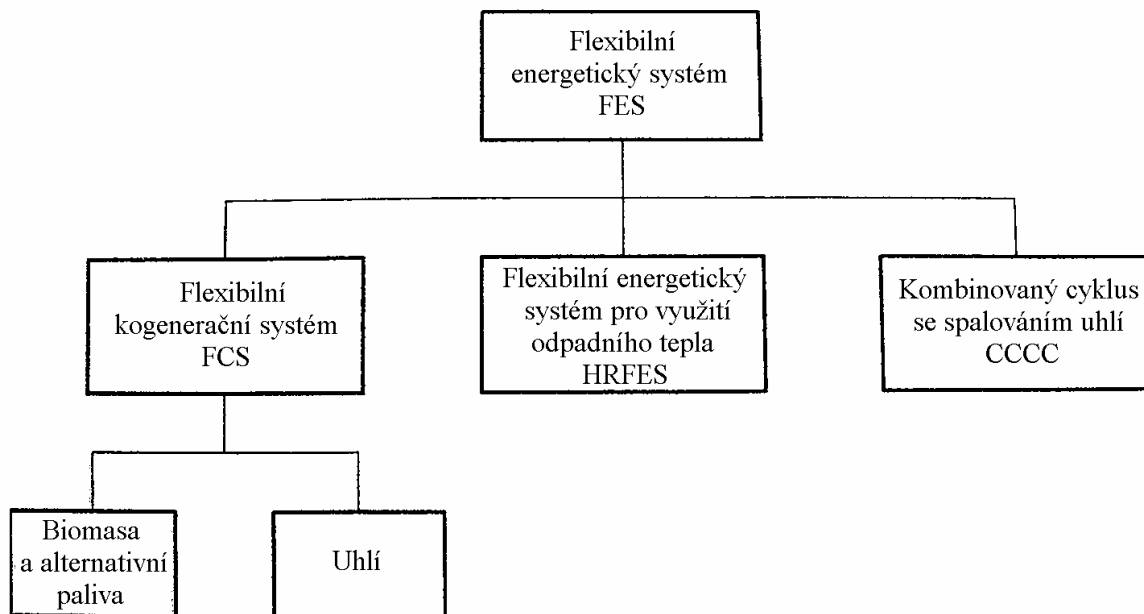 Flexibilní
energetický systém
FES
Flexibilní
kogenerační systém
FCS
Flexibilní energetický
systém pro využití
odpadního tepla
HRFES
Kombinovaný cyklus
se spalováním uhlí
CCCC
Biomasa
a alternativní
paliva
Uhlí